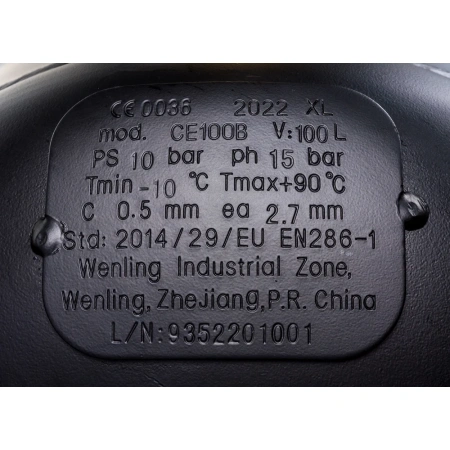 CE 0036 2022 XL
mod. CE100B V:100 L
PS 10 bar ph 15 bar
Tmin -10 °C Tmax+90°C
C 0.5 mm ea 2.7 mm
Std: 2014/29/EU EN286-1
Wenling Industrial Zone,
Wenling, ZheJiang,P.R. China
L/N:9352201001